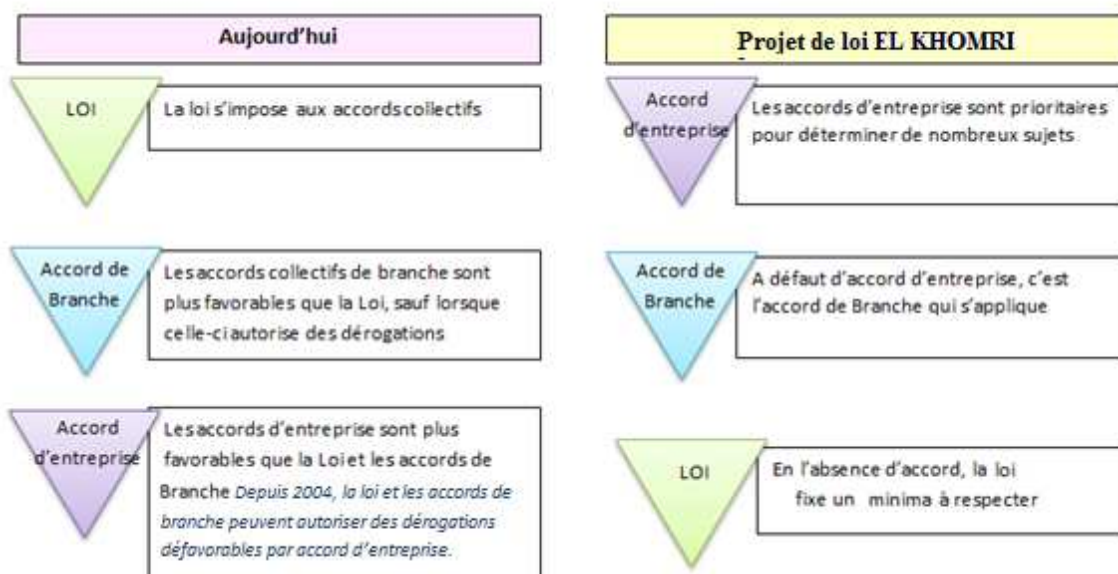 Aujourd'hui
LOI
La loi s'impose aux accords collectifs
Accord de
Branche
Les accords collectifs de branche sont
plus favorables que la Loi, sauf lorsque
celle-ci autorise des dérogations
Accord
d'entreprise
Les accords d'entreprise sont plus
favorables que la Loi et les accords de
Branche Depuis 2004, la loi et les accords de
branche peuvent autoriser des dérogations
défavorables par accord d'entreprise.
Projet de loi EL KHOMRI
Accord
d'entreprise
Les accords d'entreprise sont prioritaires
pour déterminer de nombreux sujets
Accord de
Branche
A défaut d'accord d'entreprise, c'est
l'accord de Branche qui s'applique
LOI
En l'absence d'accord, la loi
fixe un minima à respecter